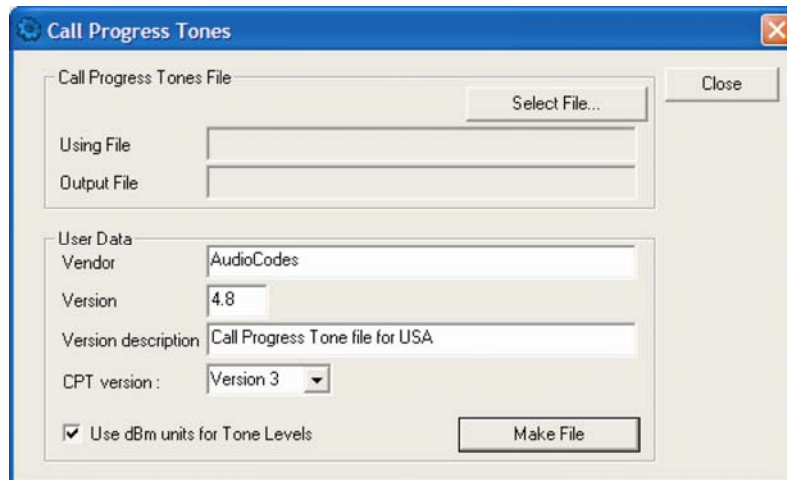 Call Progress Tones
Call Progress Tones File
Close
Select File...
Using File
Output File
User Data
Vendor AudioCodes
Version 4.8
Version description Call Progress Tone file for USA
CPT version : Version 3
Use dBm units for Tone Levels
Make File